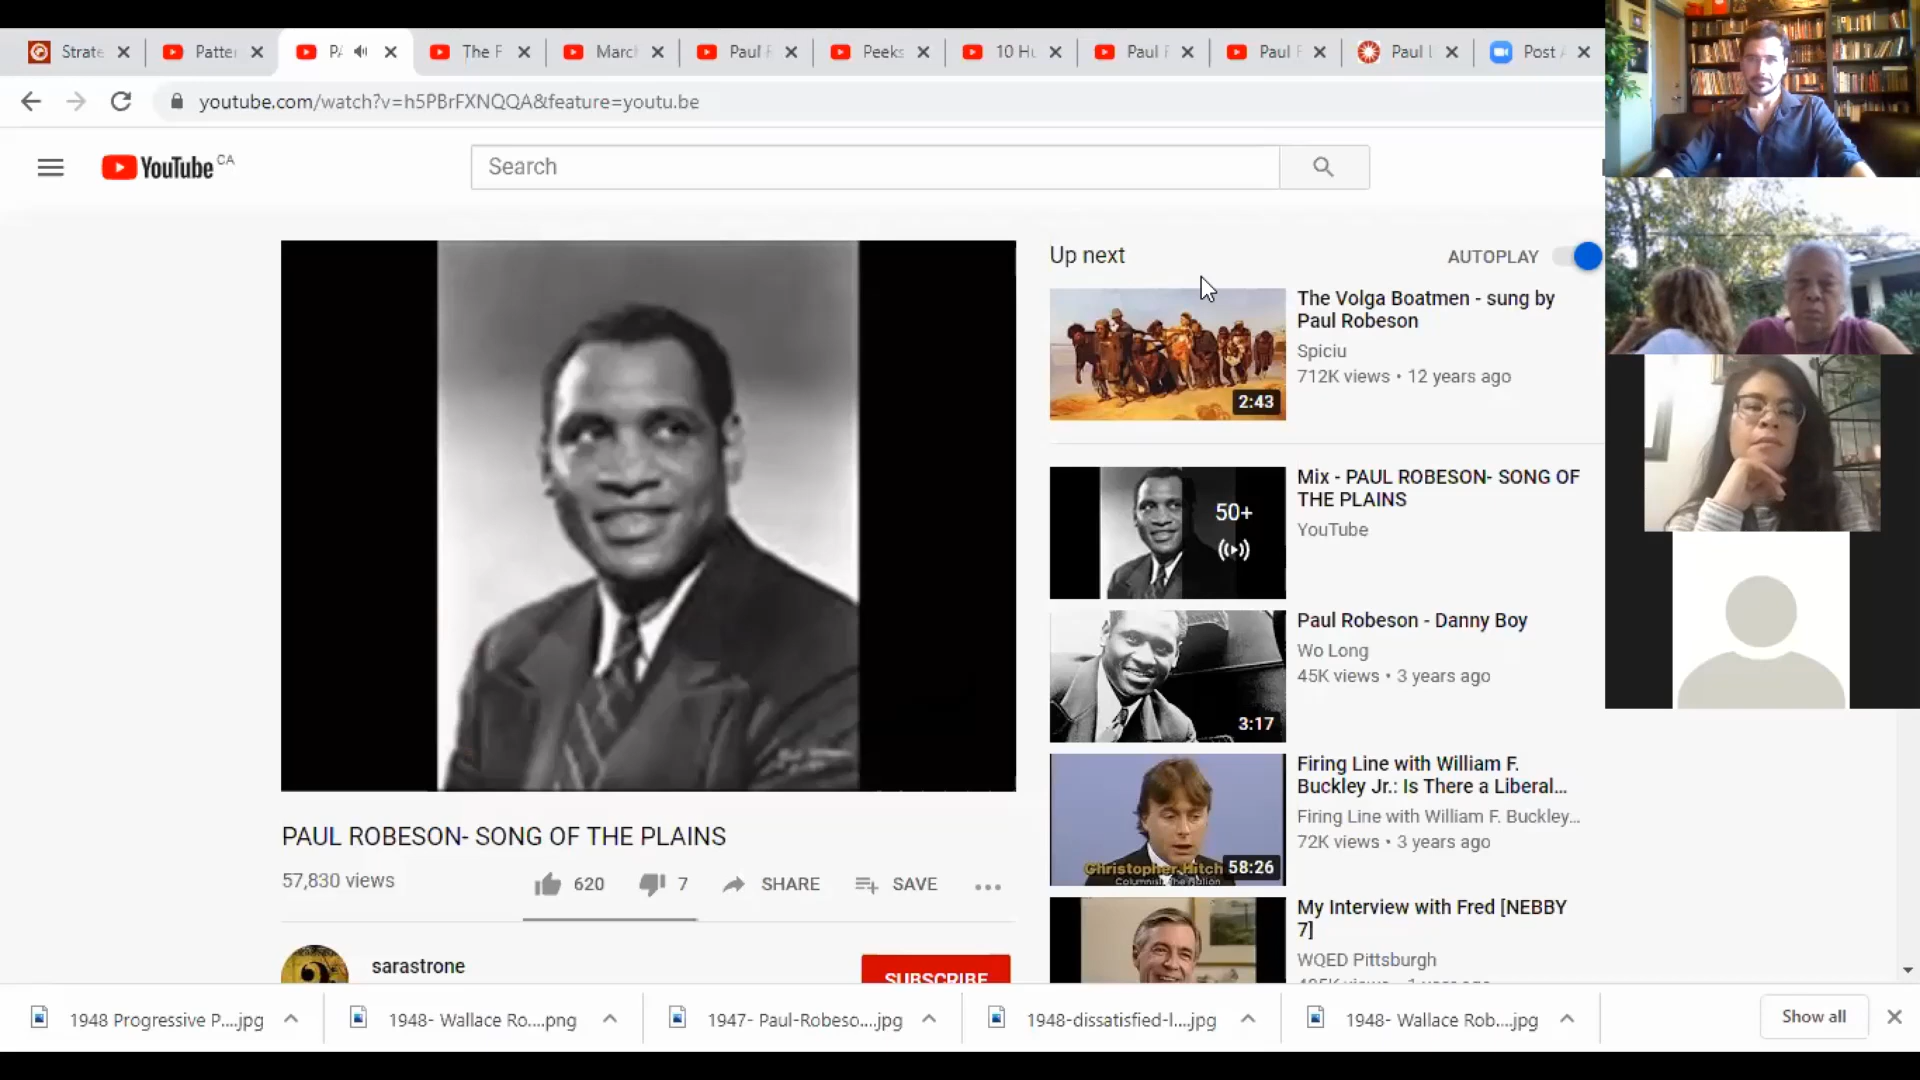 Strate
Patte
PA
The F
Marc
Paul R
Peeks
10 Hu
Paul F
Paul F
Paul L
Post A
youtube.com/watch?v=h5PBrFXNQQA&feature=youtu.be
YouTube CA
Search
Up next
AUTOPLAY
The Volga Boatmen - sung by
Paul Robeson
Spiciu
712K views • 12 years ago
2:43
Mix - PAUL ROBESON- SONG OF
THE PLAINS
YouTube
50+
Paul Robeson - Danny Boy
Wo Long
45K views • 3 years ago
3:17
Firing Line with William F.
Buckley Jr.: Is There a Liberal...
Firing Line with William F. Buckley...
72K views • 3 years ago
Christopher Hitch
Columnist, The Nation
58:26
My Interview with Fred [NEBBY
7]
WQED Pittsburgh
PAUL ROBESON- SONG OF THE PLAINS
57,830 views
620
7
SHARE
SAVE
sarastrone
SUBSCRIBE
1948 Progressive P....jpg
1948- Wallace Ro....png
1947- Paul-Robeso....jpg
1948-dissatisfied-l....jpg
1948- Wallace Rob....jpg
Show all